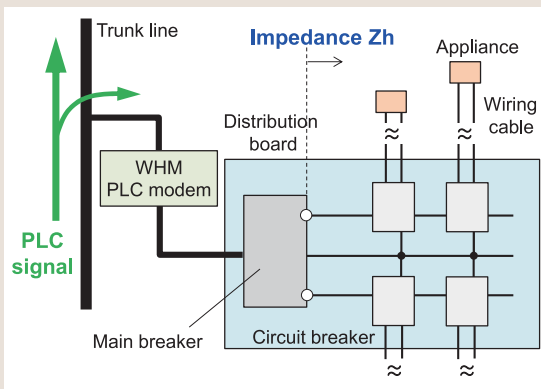 Trunk line
Impedance Zh
Appliance
Wiring
cable
Distribution
board
WHM
PLC modem
PLC
signal
Main breaker
Circuit breaker
≈
≈
≈
≈